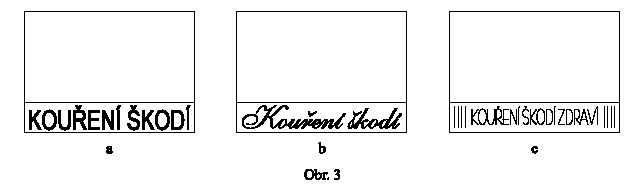 KOUŘENÍ ŠKODÍ Kouření škodí KOUŘENÍ ŠKODÍ ZDRAVÍ
a b c
Obr. 3